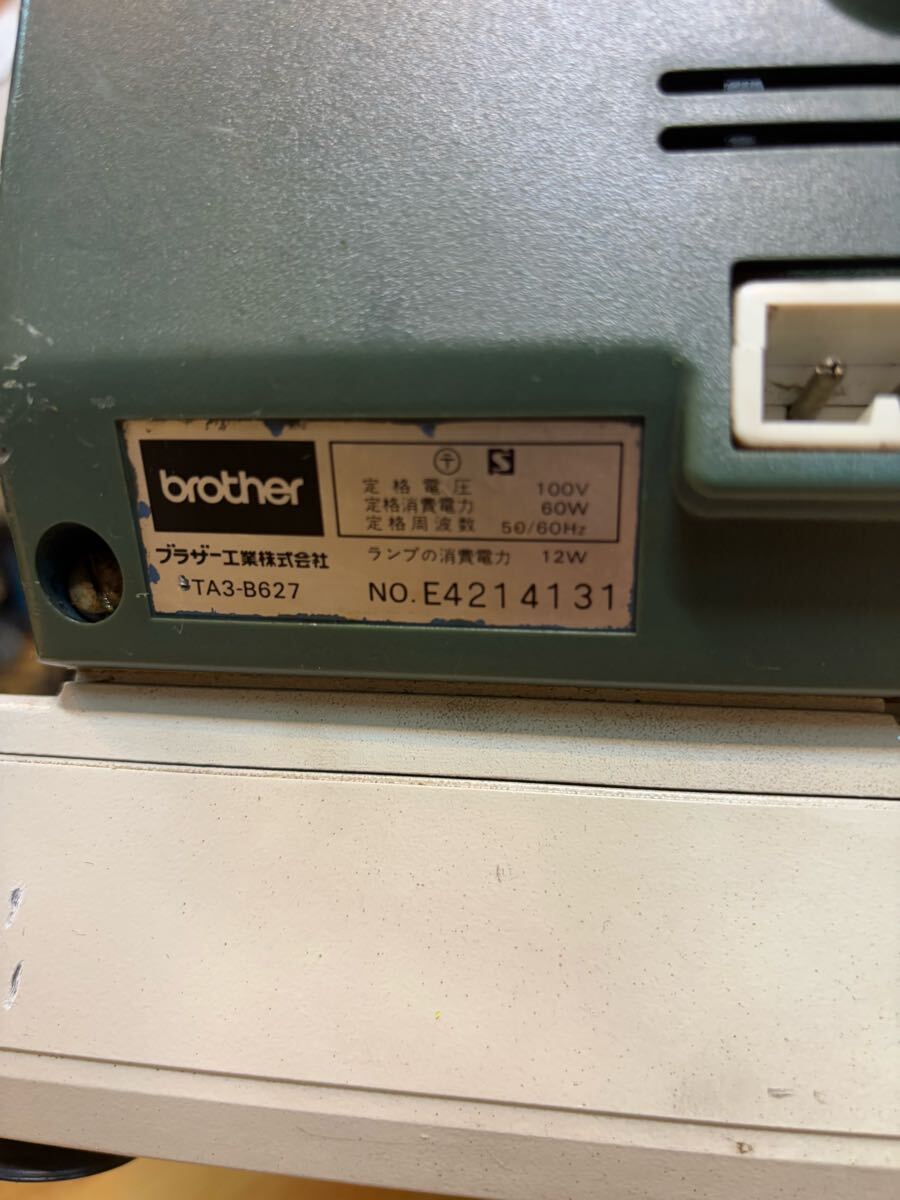 brother
ブラザー工業株式会社
TA3-B627
〒 S
定格電圧 100V
定格消費電力 60W
定格周波数 50/60Hz
ランプの消費電力 12W
NO. E4214131